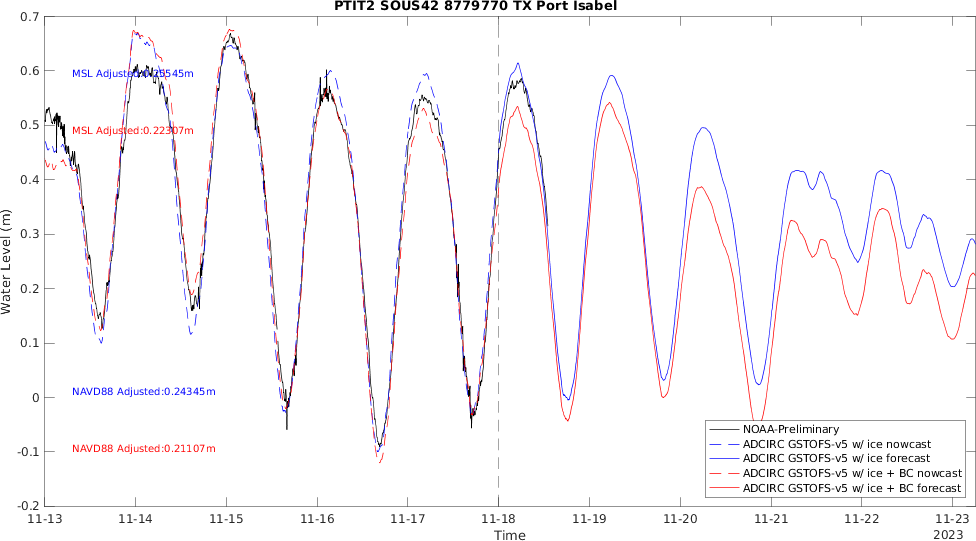 PTIT2 SOUS42 8779770 TX Port Isabel
0.7
0.6
0.5
0.4
0.3
0.2
0.1
0
-0.1
-0.2
Water Level (m)
MSL Adjusted:0.25545m
MSL Adjusted:0.22307m
NAVD88 Adjusted:0.24345m
NAVD88 Adjusted:0.21107m
NOAA-Preliminary
ADCIRC GSTOFS-v5 w/ ice nowcast
ADCIRC GSTOFS-v5 w/ ice forecast
ADCIRC GSTOFS-v5 w/ ice + BC nowcast
ADCIRC GSTOFS-v5 w/ ice + BC forecast
11-13 11-14 11-15 11-16 11-17 11-18 11-19 11-20 11-21 11-22 11-23
Time
2023